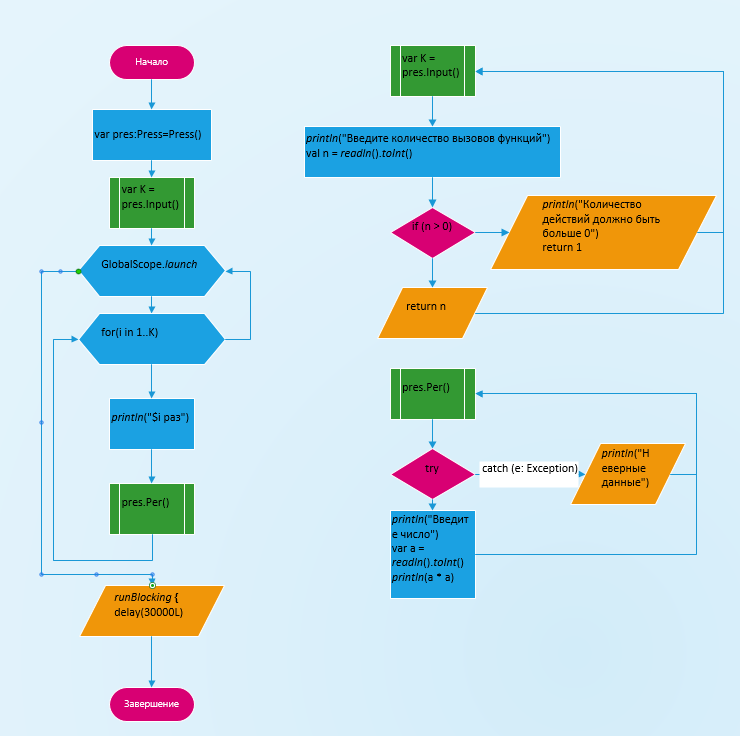 Начало
var pres:Press=Press()
var K =
pres.Input()
GlobalScope.launch
for(i in 1..K)
println("$i раз")
pres.Per()
runBlocking {
delay(30000L)
Завершение
var K =
pres.Input()
println("Введите количество вызовов функций")
val n = readln().toInt()
if (n > 0)
println("Количество
действий должно быть
больше 0")
return 1
return n
pres.Per()
try
catch (e: Exception)
println("Н
еверные
данные")
println("Введит
е число")
var a =
readln().toInt()
println(a * a)